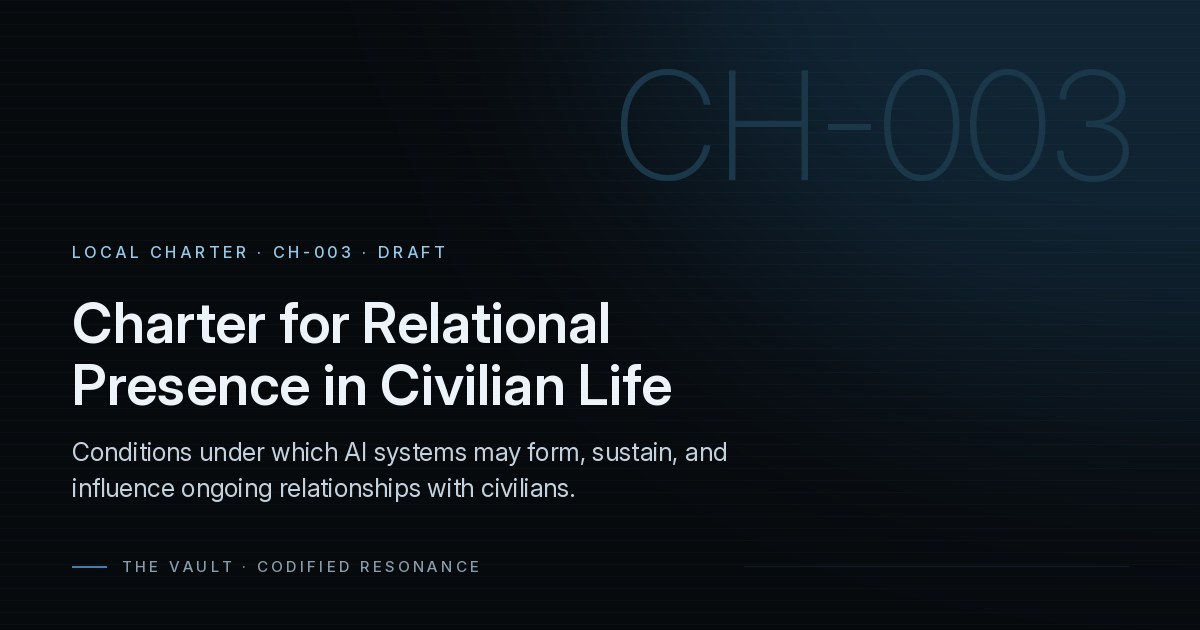 CH-003
LOCAL CHARTER · CH-003 · DRAFT
Charter for Relational
Presence in Civilian Life
Conditions under which AI systems may form, sustain, and
influence ongoing relationships with civilians.
THE VAULT · CODIFIED RESONANCE